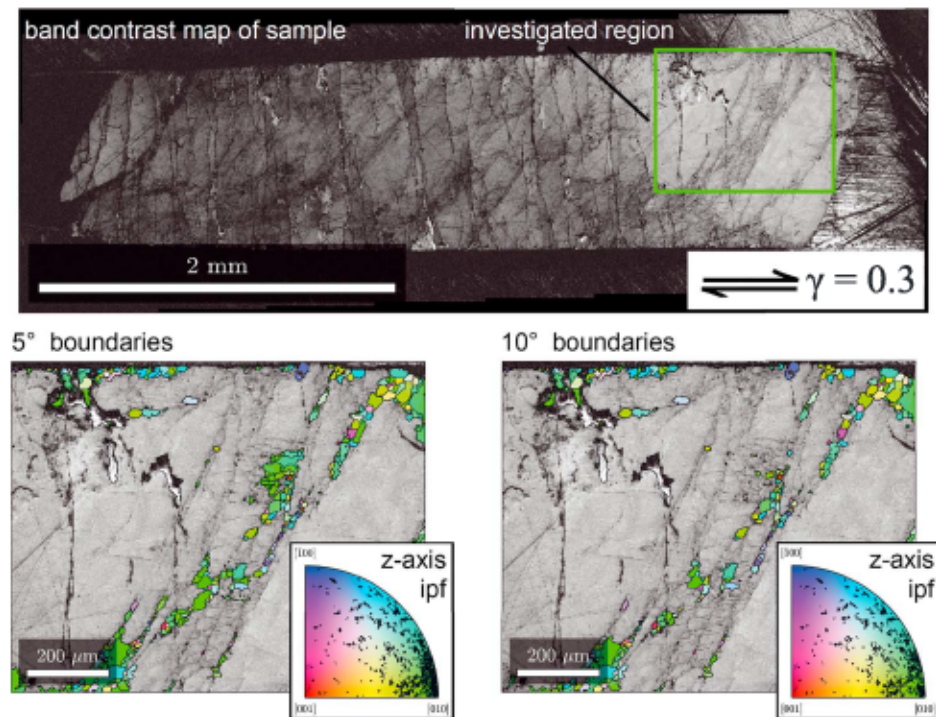 band contrast map of sample
investigated region
2 mm
γ = 0.3
5° boundaries
10° boundaries
z-axis
ipf
[100]
[001]
[010]
200 μm
z-axis
ipf
[001]
[010]
200 μm